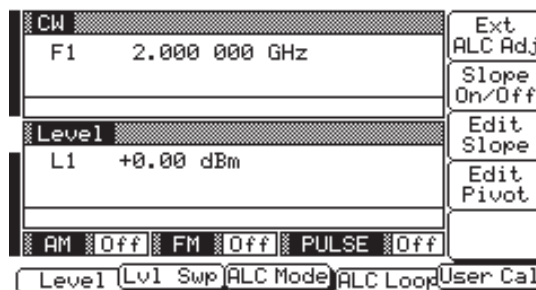 CW
F1 2.000 000 GHz
Level
L1 +0.00 dBm
AM Off FM Off PULSE Off
Ext
ALC Adj
Slope
On/Off
Edit
Slope
Edit
Pivot
Level Lvl Swp ALC Mode ALC Loop User Cal